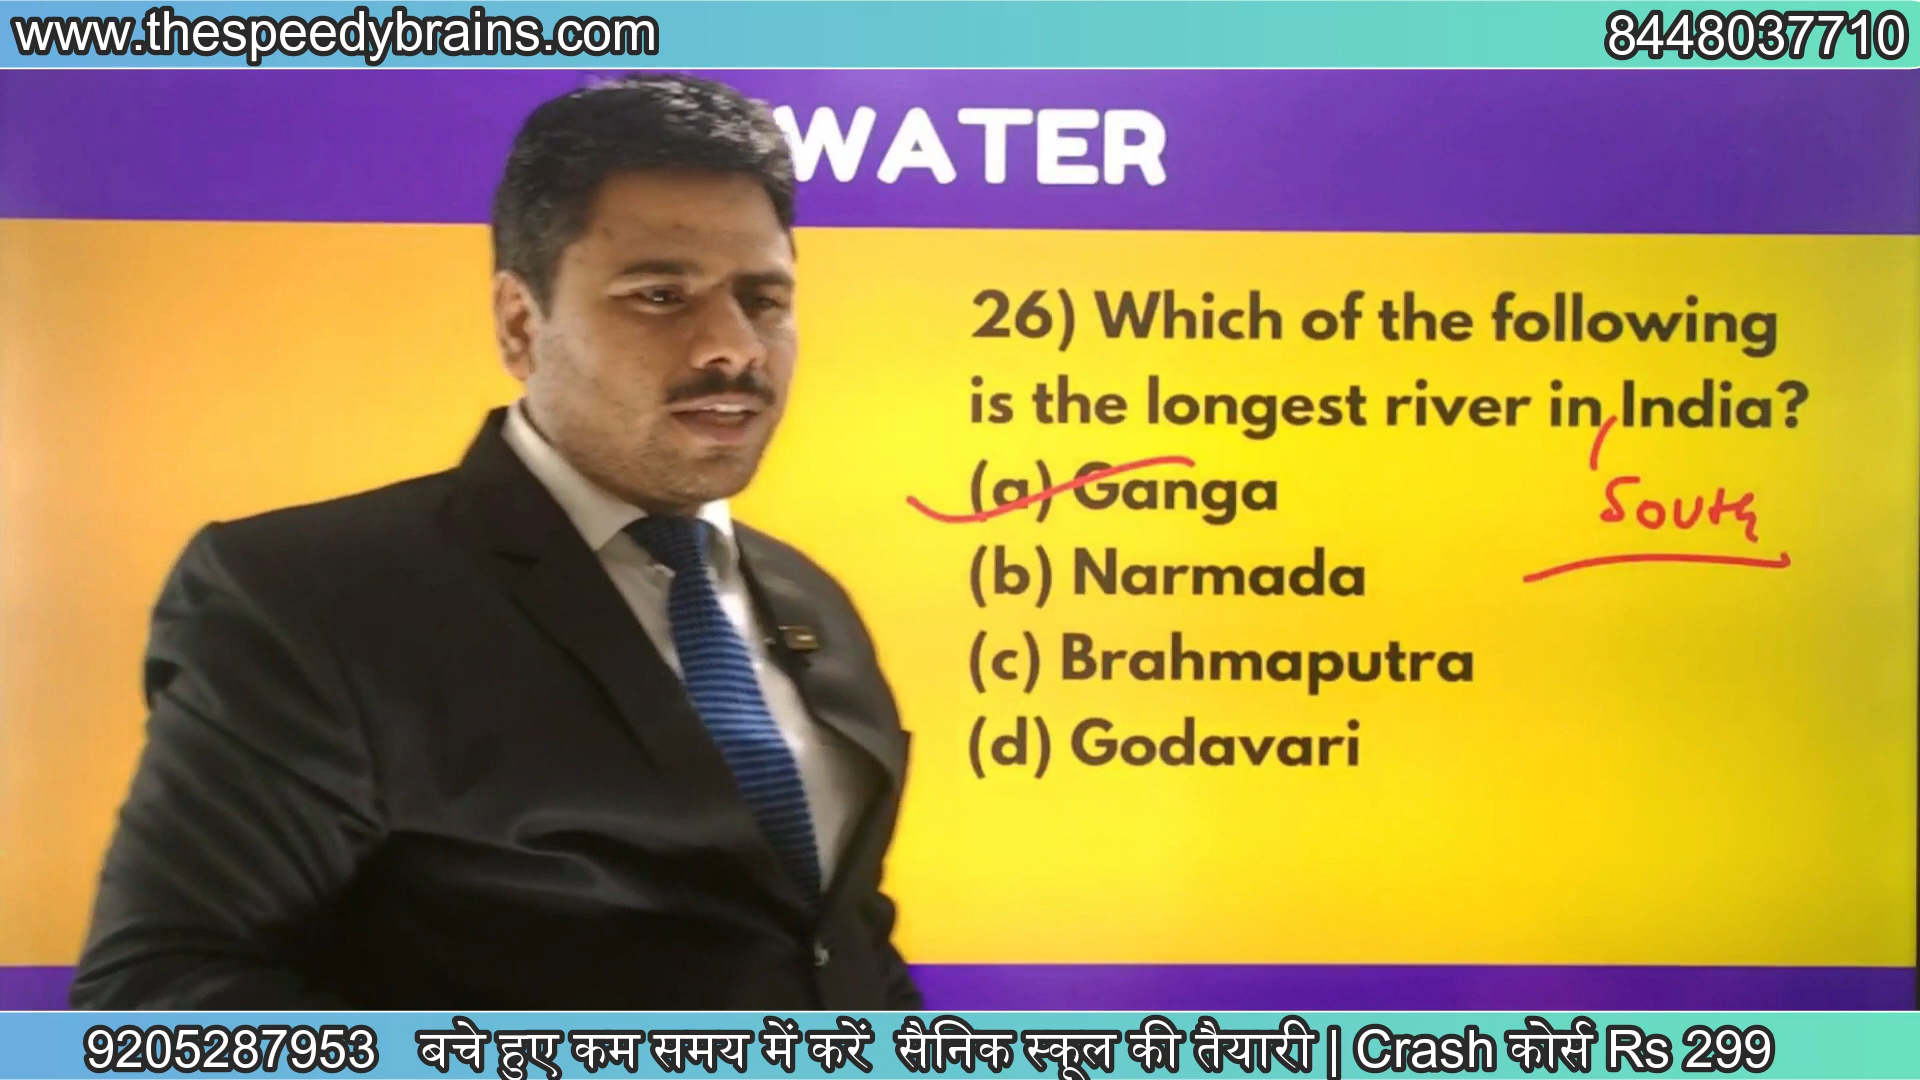 www.thespeedybrains.com
8448037710
WATER
26) Which of the following
is the longest river in India?
South
(a) Ganga
(b) Narmada
(c) Brahmaputra
(d) Godavari
9205287953 बचे हुए कम समय में करें सैनिक स्कूल की तैयारी | Crash कोर्स Rs 299